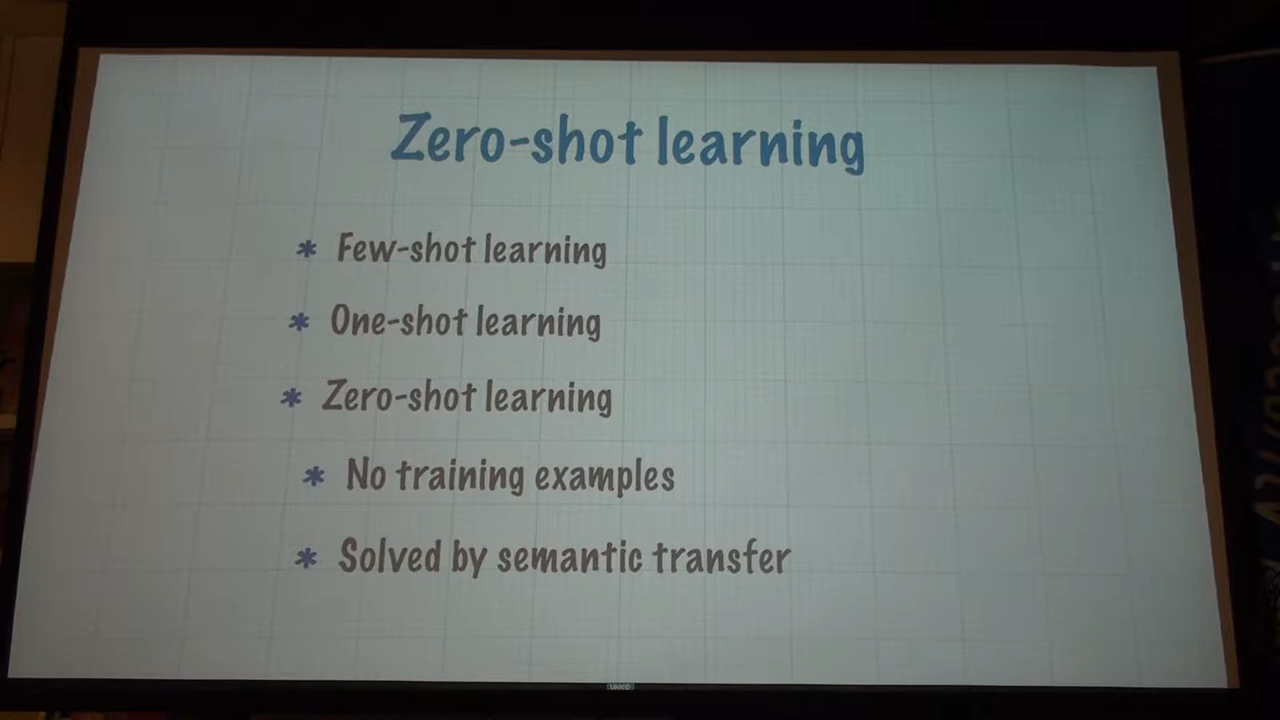 Zero-shot learning
* Few-shot learning
* One-shot learning
* Zero-shot learning
* No training examples
* Solved by semantic transfer